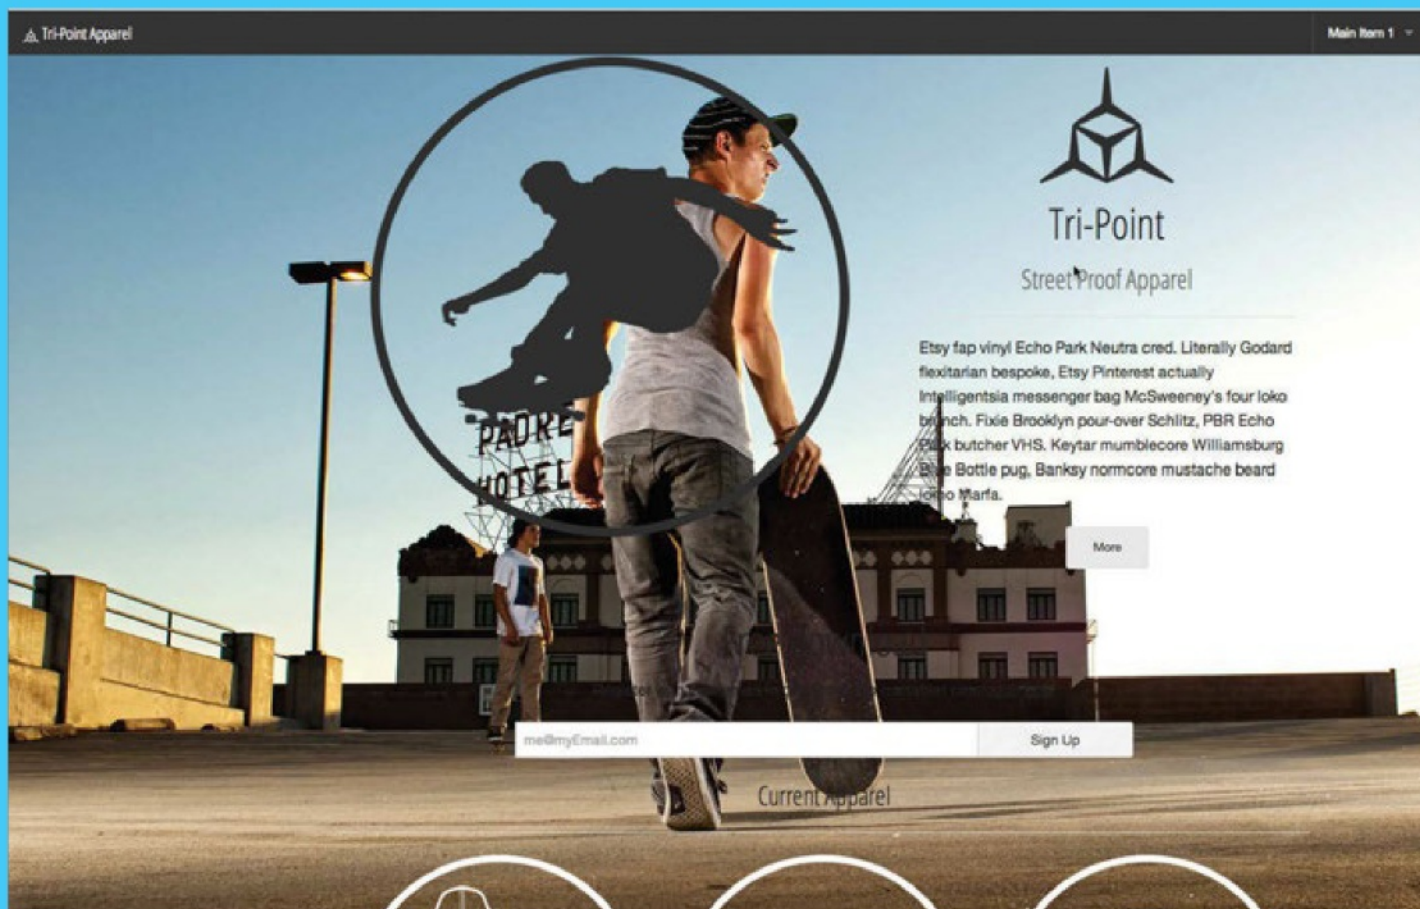 Tri-Point Apparel
Main Item 1
Tri-Point
Street Proof Apparel
Etsy fap vinyl Echo Park Neutra cred. Literally Godard
flexitarian bespoke, Etsy Pinterest actually
Intelligentsia messenger bag McSweeney's four loko
brunch. Fixie Brooklyn pour-over Schlitz, PBR Echo
Park butcher VHS. Keytar mumblecore Williamsburg
Blue Bottle pug, Banksy normcore mustache beard
lomo Marfa.
PADRE
HOTEL
More
me@myEmail.com
Sign Up
Current Apparel